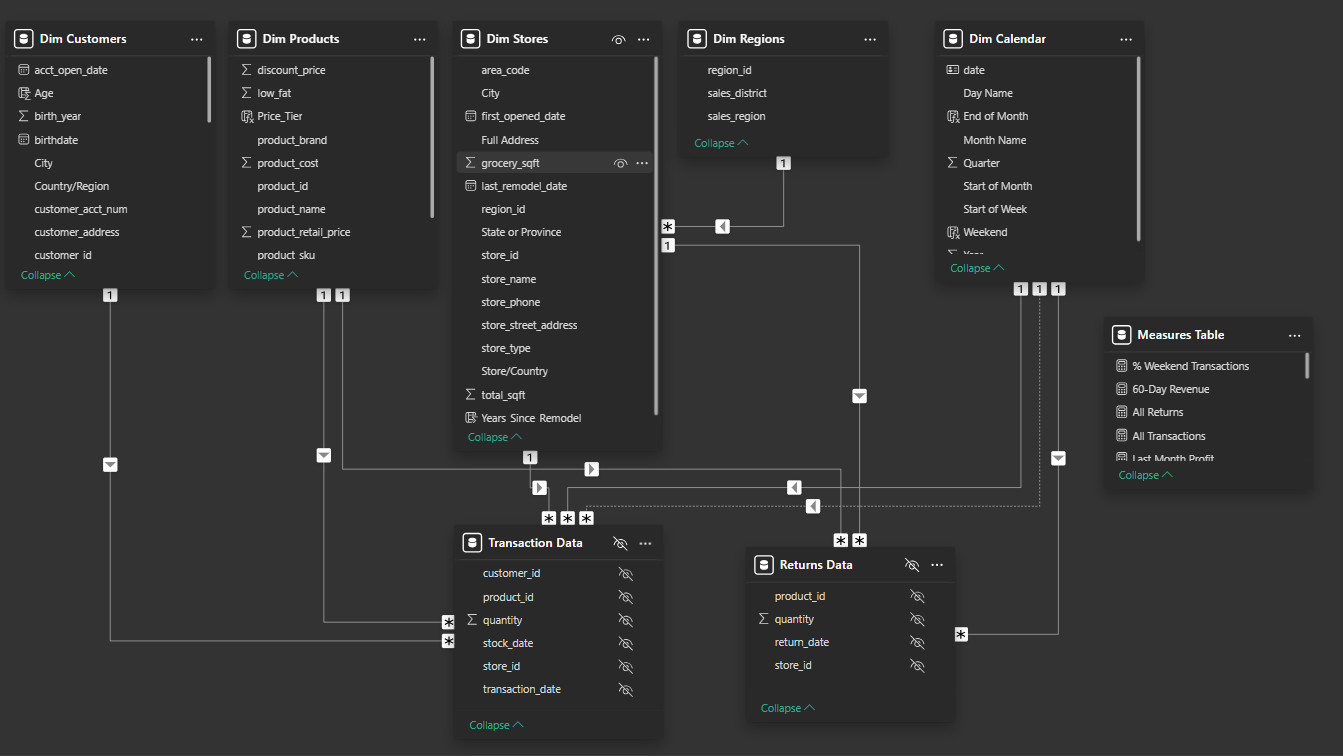 Dim Customers
acct_open_date
Age
birth_year
birthdate
City
Country/Region
customer_acct_num
customer_address
customer_id
Collapse
Dim Products
discount_price
low_fat
Price_Tier
product_brand
product_cost
product_id
product_name
product_retail_price
product_sku
Collapse
Dim Stores
area_code
City
first_opened_date
Full Address
grocery_sqft
last_remodel_date
region_id
State or Province
store_id
store_name
store_phone
store_street_address
store_type
Store/Country
total_sqft
Years_Since_Remodel
Collapse
Dim Regions
region_id
sales_district
sales_region
Collapse
Dim Calendar
date
Day Name
End of Month
Month Name
Quarter
Start of Month
Start of Week
Weekend
Year
Collapse
Measures Table
% Weekend Transactions
60-Day Revenue
All Returns
All Transactions
Last Month Profit
Collapse
1
1
1
1
*
1
1
1
1
1
*
*
*
*
*
*
*
*
Transaction Data
customer_id
product_id
quantity
stock_date
store_id
transaction_date
Collapse
Returns Data
product_id
quantity
return_date
store_id
Collapse